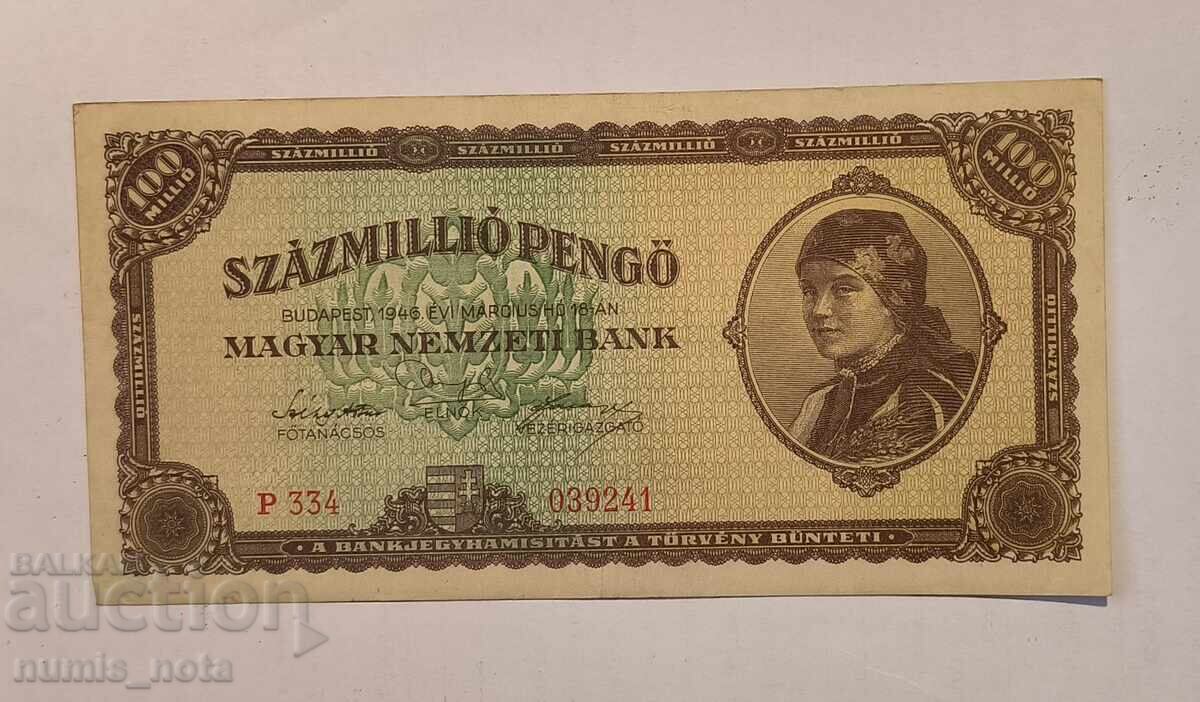 SZÁZMILLIÓ SZÁZMILLIÓ SZÁZMILLIÓ SZÁZMILLIÓ
100 MILLIÓ
100 MILLIÓ
SZÁZMILLIÓ PENGŐ
BUDAPEST, 1946. ÉVI MÁRCIUS HÓ 18-ÁN
MAGYAR NEMZETI BANK
ELNÖK
FŐTANÁCSOS
VEZÉRIGAZGATÓ
SZÁZMILLIÓ
SZÁZMILLIÓ
P 334
039241
· A BANKJEGYHAMISITÁST A TÖRVÉNY BÜNTETI ·
BALKAN
auction
numis_nota